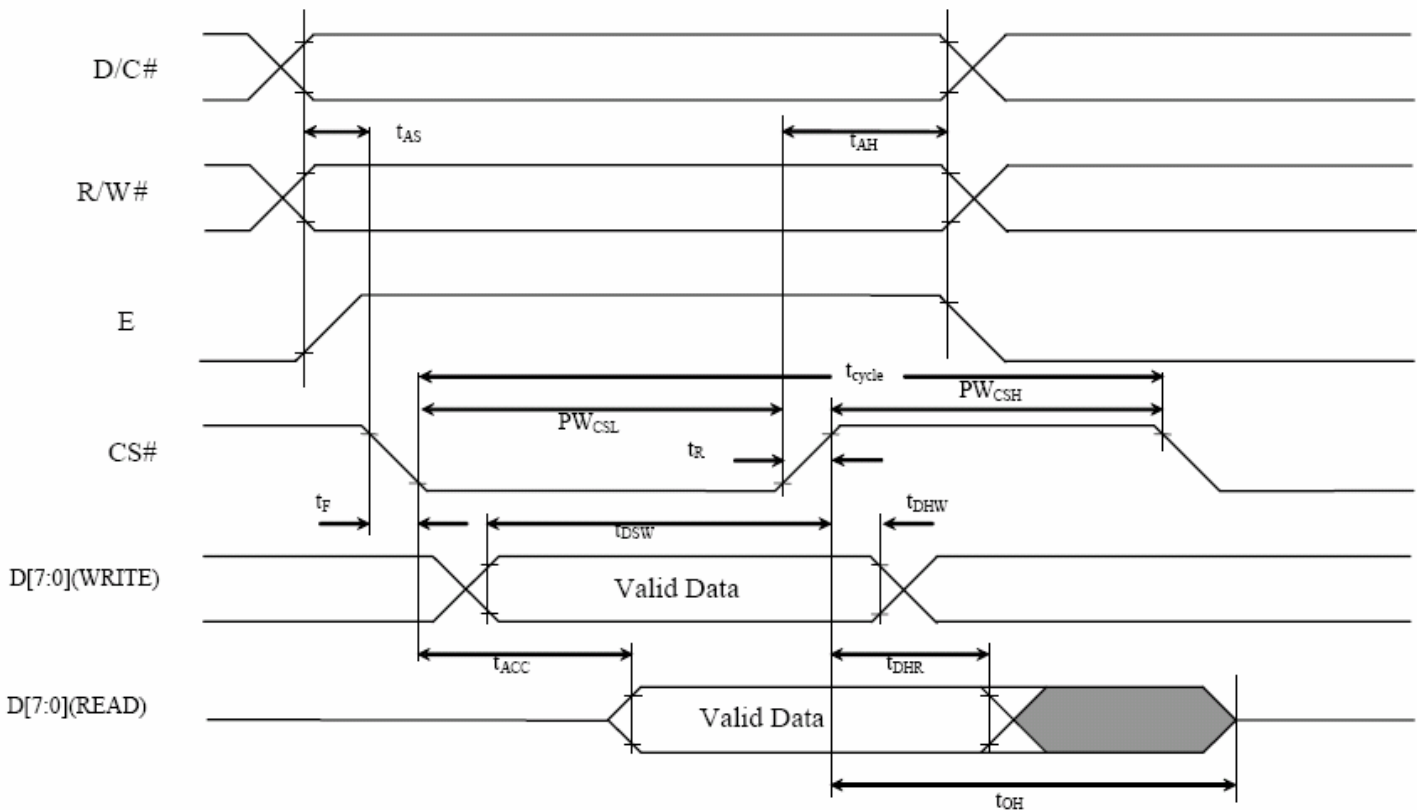 D/C#
t_AS
t_AH
R/W#
E
t_cycle
PW_CSH
PW_CSL
CS#
t_R
t_F
t_DHW
t_DSW
D[7:0](WRITE)
Valid Data
t_ACC
t_DHR
D[7:0](READ)
Valid Data
t_OH